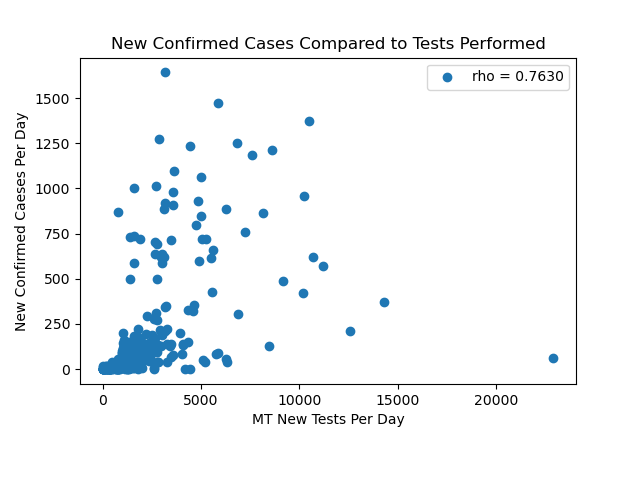 New Confirmed Cases Compared to Tests Performed
rho = 0.7630
1500
1250
1000
750
500
250
0
New Confirmed Caeses Per Day
0 5000 10000 15000 20000
MT New Tests Per Day